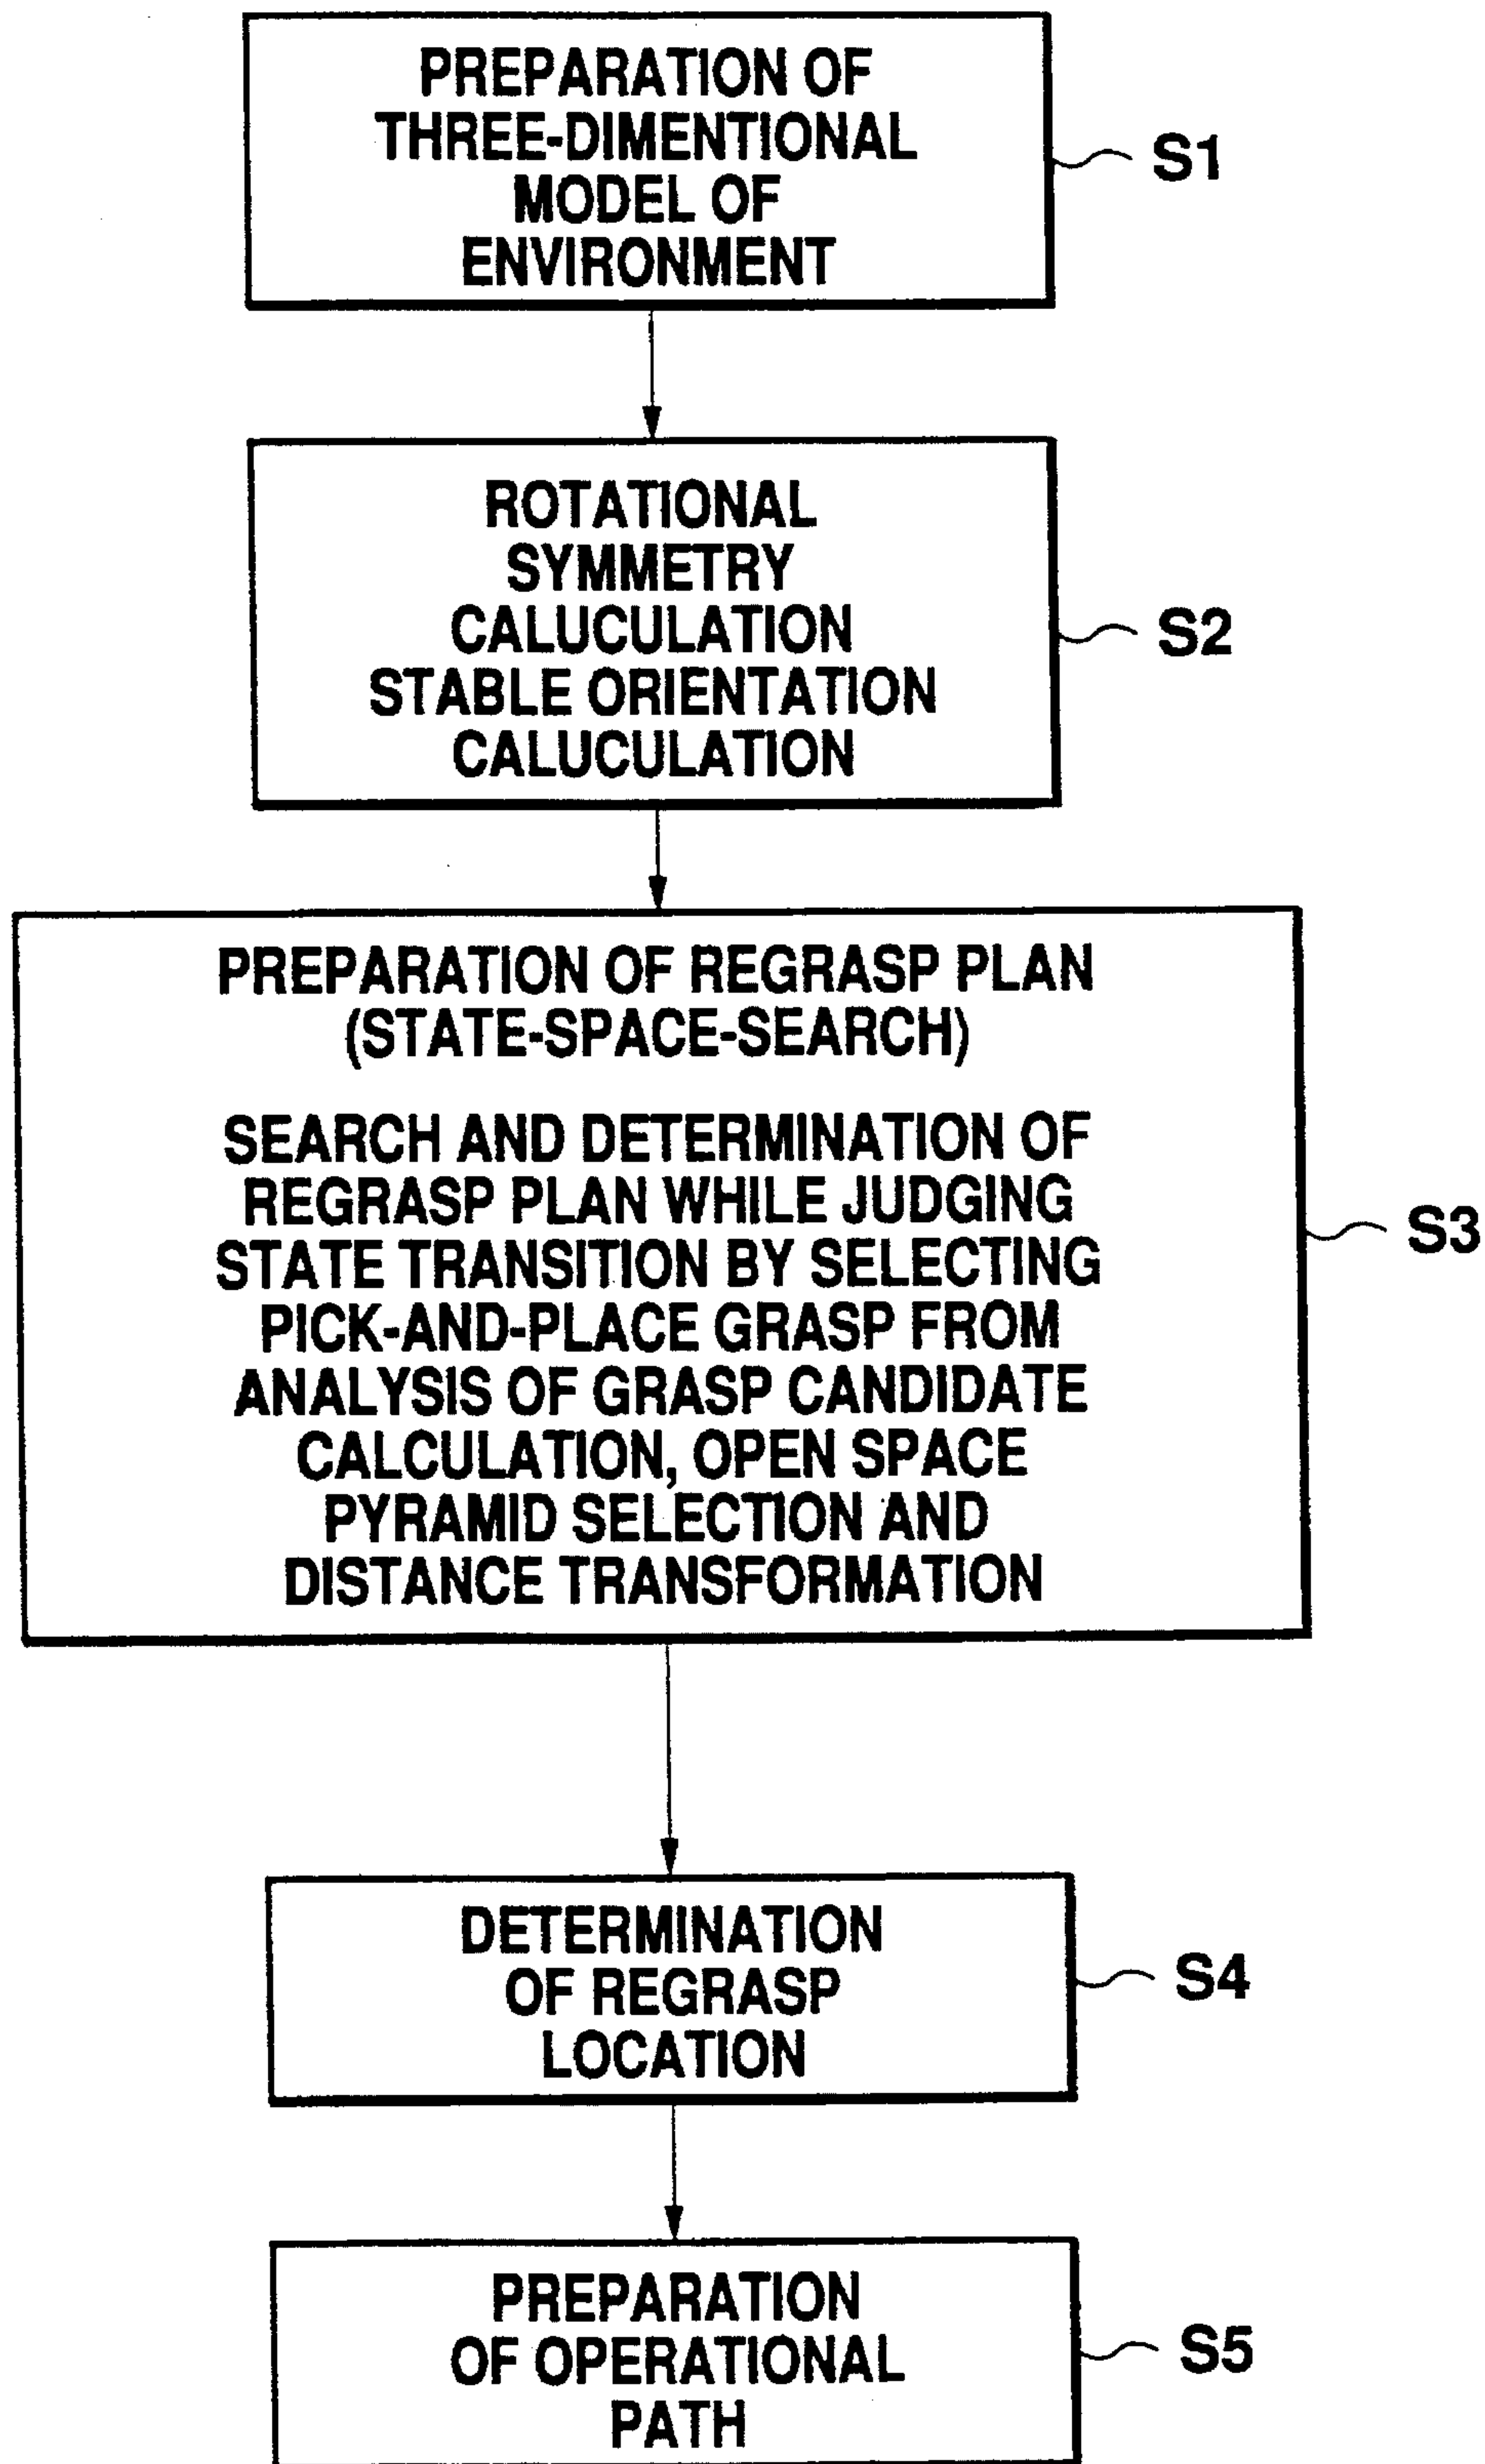 PREPARATION OF
THREE-DIMENTIONAL
MODEL OF
ENVIRONMENT
S1
ROTATIONAL
SYMMETRY
CALUCULATION
STABLE ORIENTATION
CALUCULATION
S2
PREPARATION OF REGRASP PLAN
(STATE-SPACE-SEARCH)
SEARCH AND DETERMINATION OF
REGRASP PLAN WHILE JUDGING
STATE TRANSITION BY SELECTING
PICK-AND-PLACE GRASP FROM
ANALYSIS OF GRASP CANDIDATE
CALCULATION, OPEN SPACE
PYRAMID SELECTION AND
DISTANCE TRANSFORMATION
S3
DETERMINATION
OF REGRASP
LOCATION
S4
PREPARATION
OF OPERATIONAL
PATH
S5